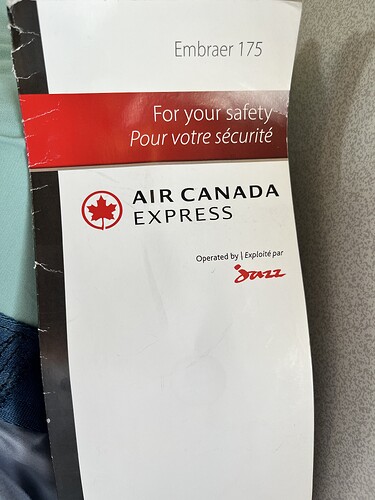 Embraer 175
For your safety
Pour votre sécurité
AIR CANADA
EXPRESS
Operated by | Exploité par
Jazz